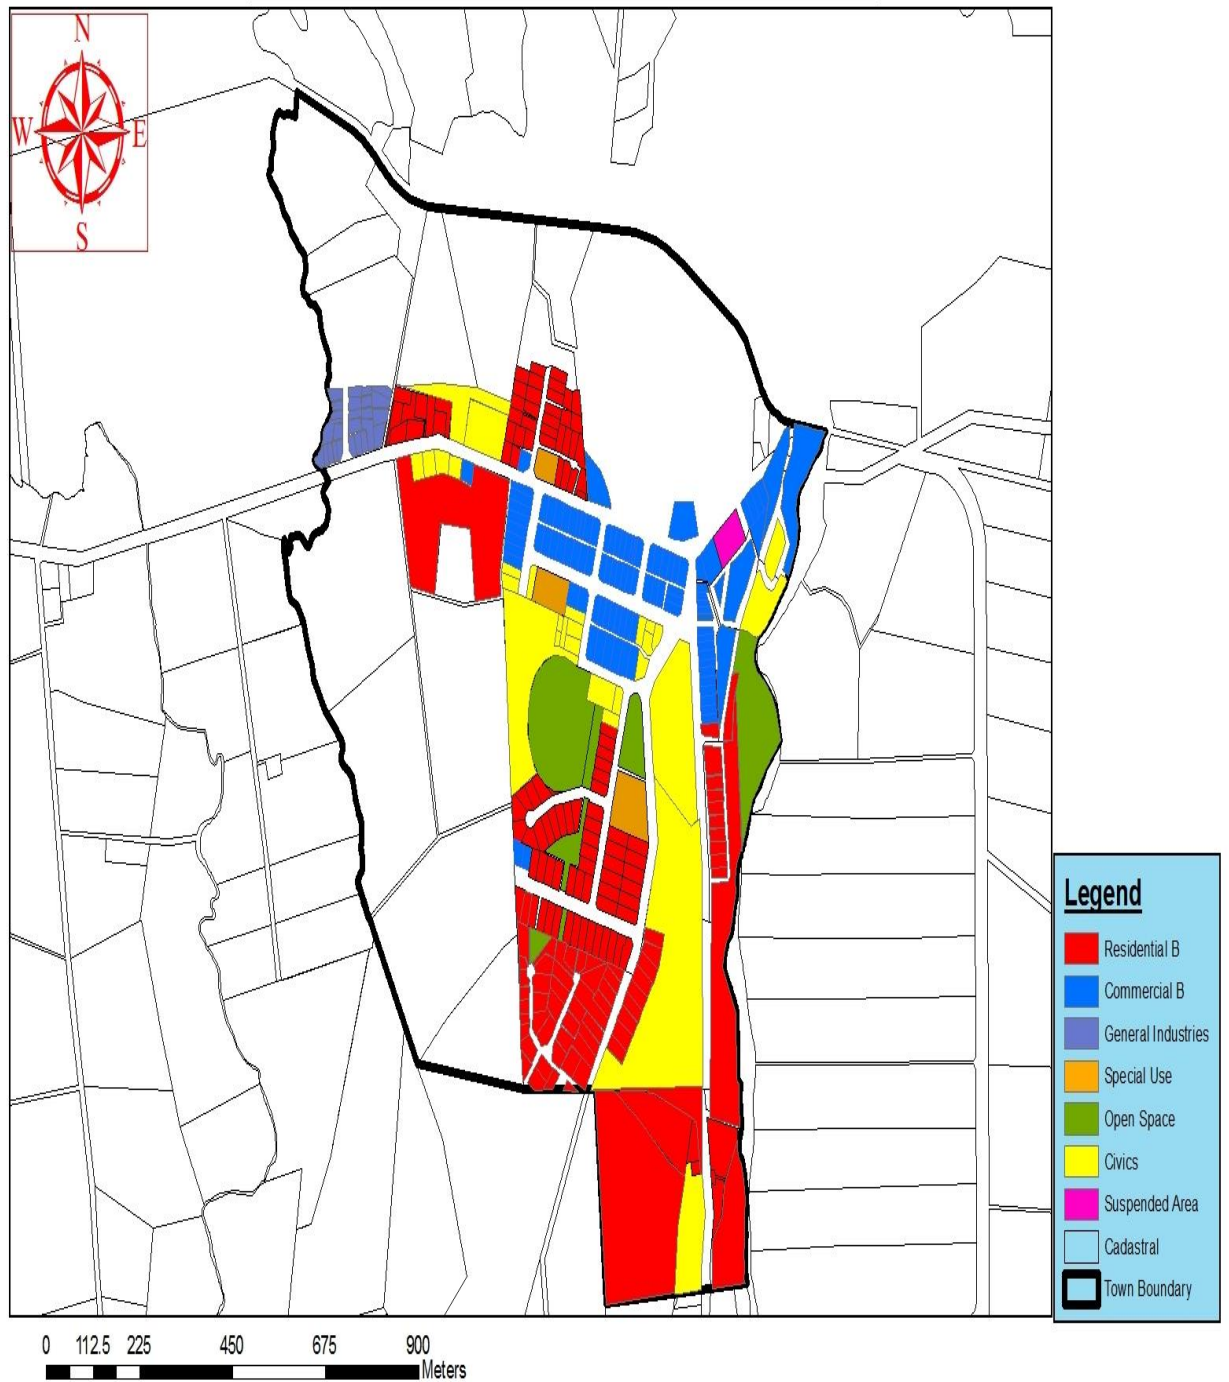 N
W E
S
Legend
Residential B
Commercial B
General Industries
Special Use
Open Space
Civics
Suspended Area
Cadastral
Town Boundary
0 112.5 225 450 675 900
Meters